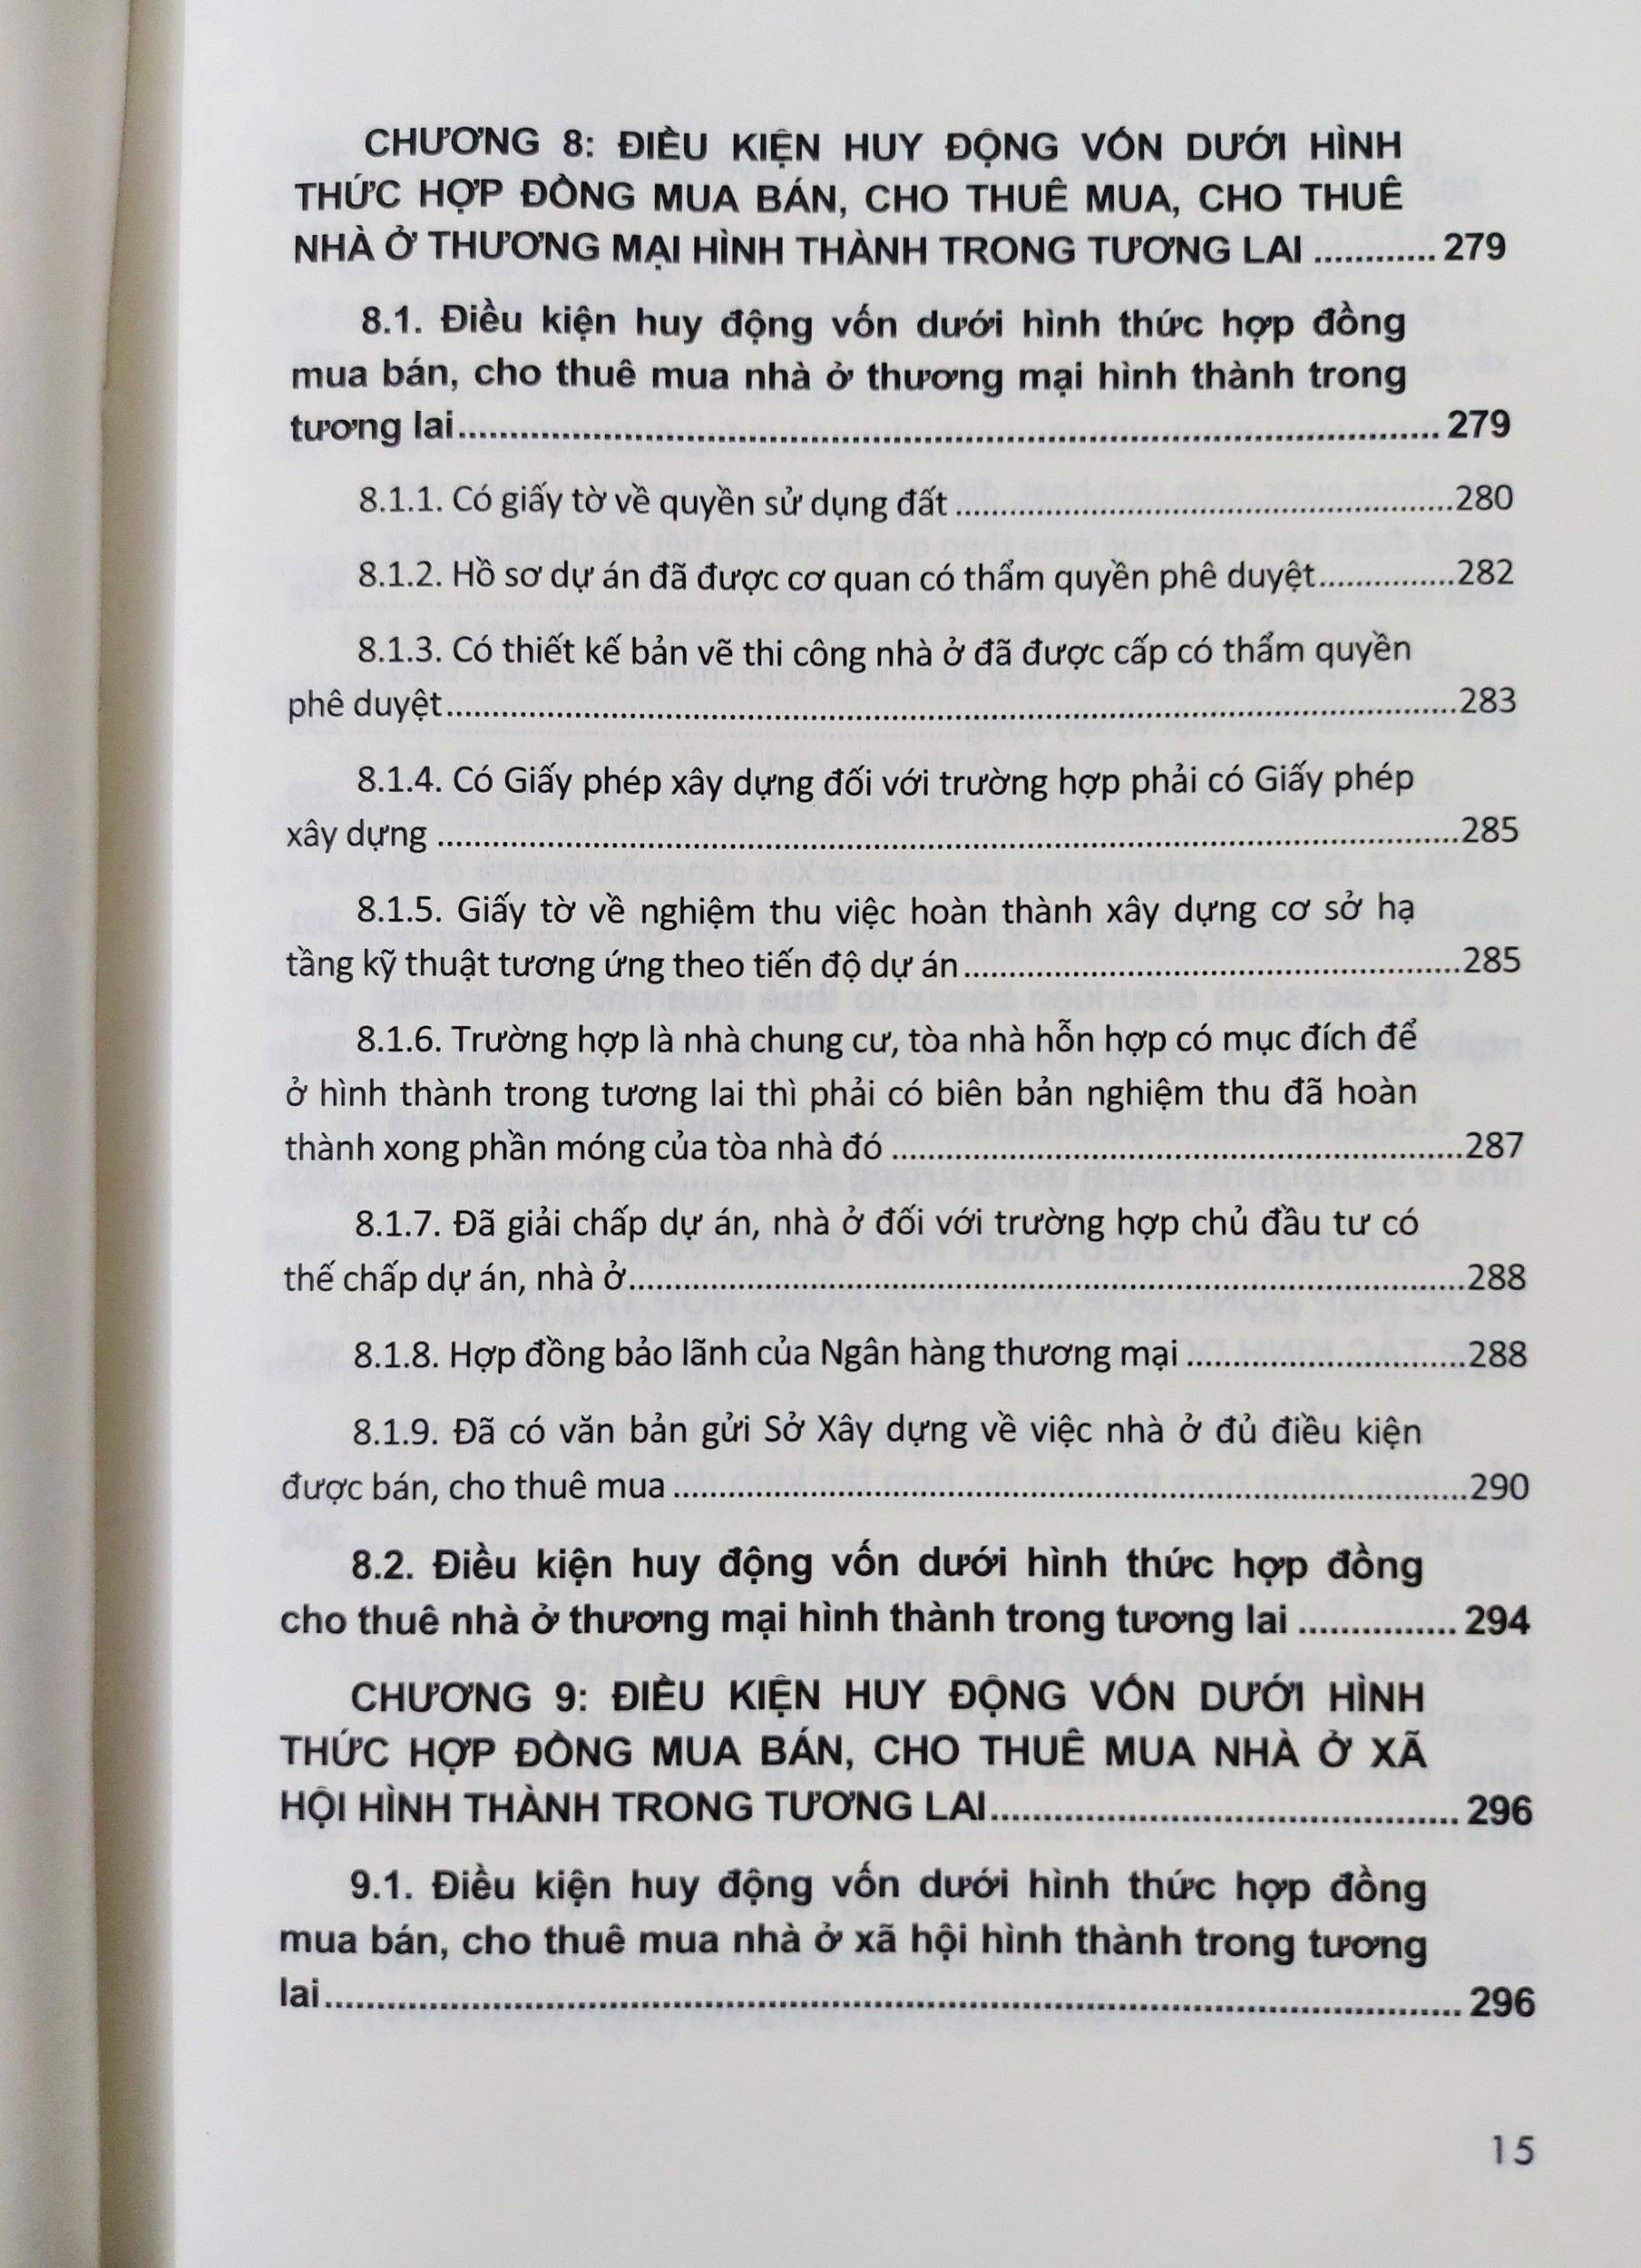 CHƯƠNG 8: ĐIỀU KIỆN HUY ĐỘNG VỐN DƯỚI HÌNH
THỨC HỢP ĐỒNG MUA BÁN, CHO THUÊ MUA, CHO THUÊ
NHÀ Ở THƯƠNG MẠI HÌNH THÀNH TRONG TƯƠNG LAI ............ 279
8.1. Điều kiện huy động vốn dưới hình thức hợp đồng
mua bán, cho thuê mua nhà ở thương mại hình thành trong
tương lai................................................................................................ 279
8.1.1. Có giấy tờ về quyền sử dụng đất .......................................................280
8.1.2. Hồ sơ dự án đã được cơ quan có thẩm quyền phê duyệt...............282
8.1.3. Có thiết kế bản vẽ thi công nhà ở đã được cấp có thẩm quyền
phê duyệt..............................................................................................................283
8.1.4. Có Giấy phép xây dựng đối với trường hợp phải có Giấy phép
xây dựng ...............................................................................................................285
8.1.5. Giấy tờ về nghiệm thu việc hoàn thành xây dựng cơ sở hạ
tầng kỹ thuật tương ứng theo tiến độ dự án......................................................285
8.1.6. Trường hợp là nhà chung cư, tòa nhà hỗn hợp có mục đích để
ở hình thành trong tương lai thì phải có biên bản nghiệm thu đã hoàn
thành xong phần móng của tòa nhà đó ..............................................................287
8.1.7. Đã giải chấp dự án, nhà ở đối với trường hợp chủ đầu tư có
thế chấp dự án, nhà ở...........................................................................................288
8.1.8. Hợp đồng bảo lãnh của Ngân hàng thương mại ..............................288
8.1.9. Đã có văn bản gửi Sở Xây dựng về việc nhà ở đủ điều kiện
được bán, cho thuê mua ......................................................................................290
8.2. Điều kiện huy động vốn dưới hình thức hợp đồng
cho thuê nhà ở thương mại hình thành trong tương lai ............... 294
CHƯƠNG 9: ĐIỀU KIỆN HUY ĐỘNG VỐN DƯỚI HÌNH
THỨC HỢP ĐỒNG MUA BÁN, CHO THUÊ MUA NHÀ Ở XÃ
HỘI HÌNH THÀNH TRONG TƯƠNG LAI............................................. 296
9.1. Điều kiện huy động vốn dưới hình thức hợp đồng
mua bán, cho thuê mua nhà ở xã hội hình thành trong tương
lai............................................................................................................. 296
15